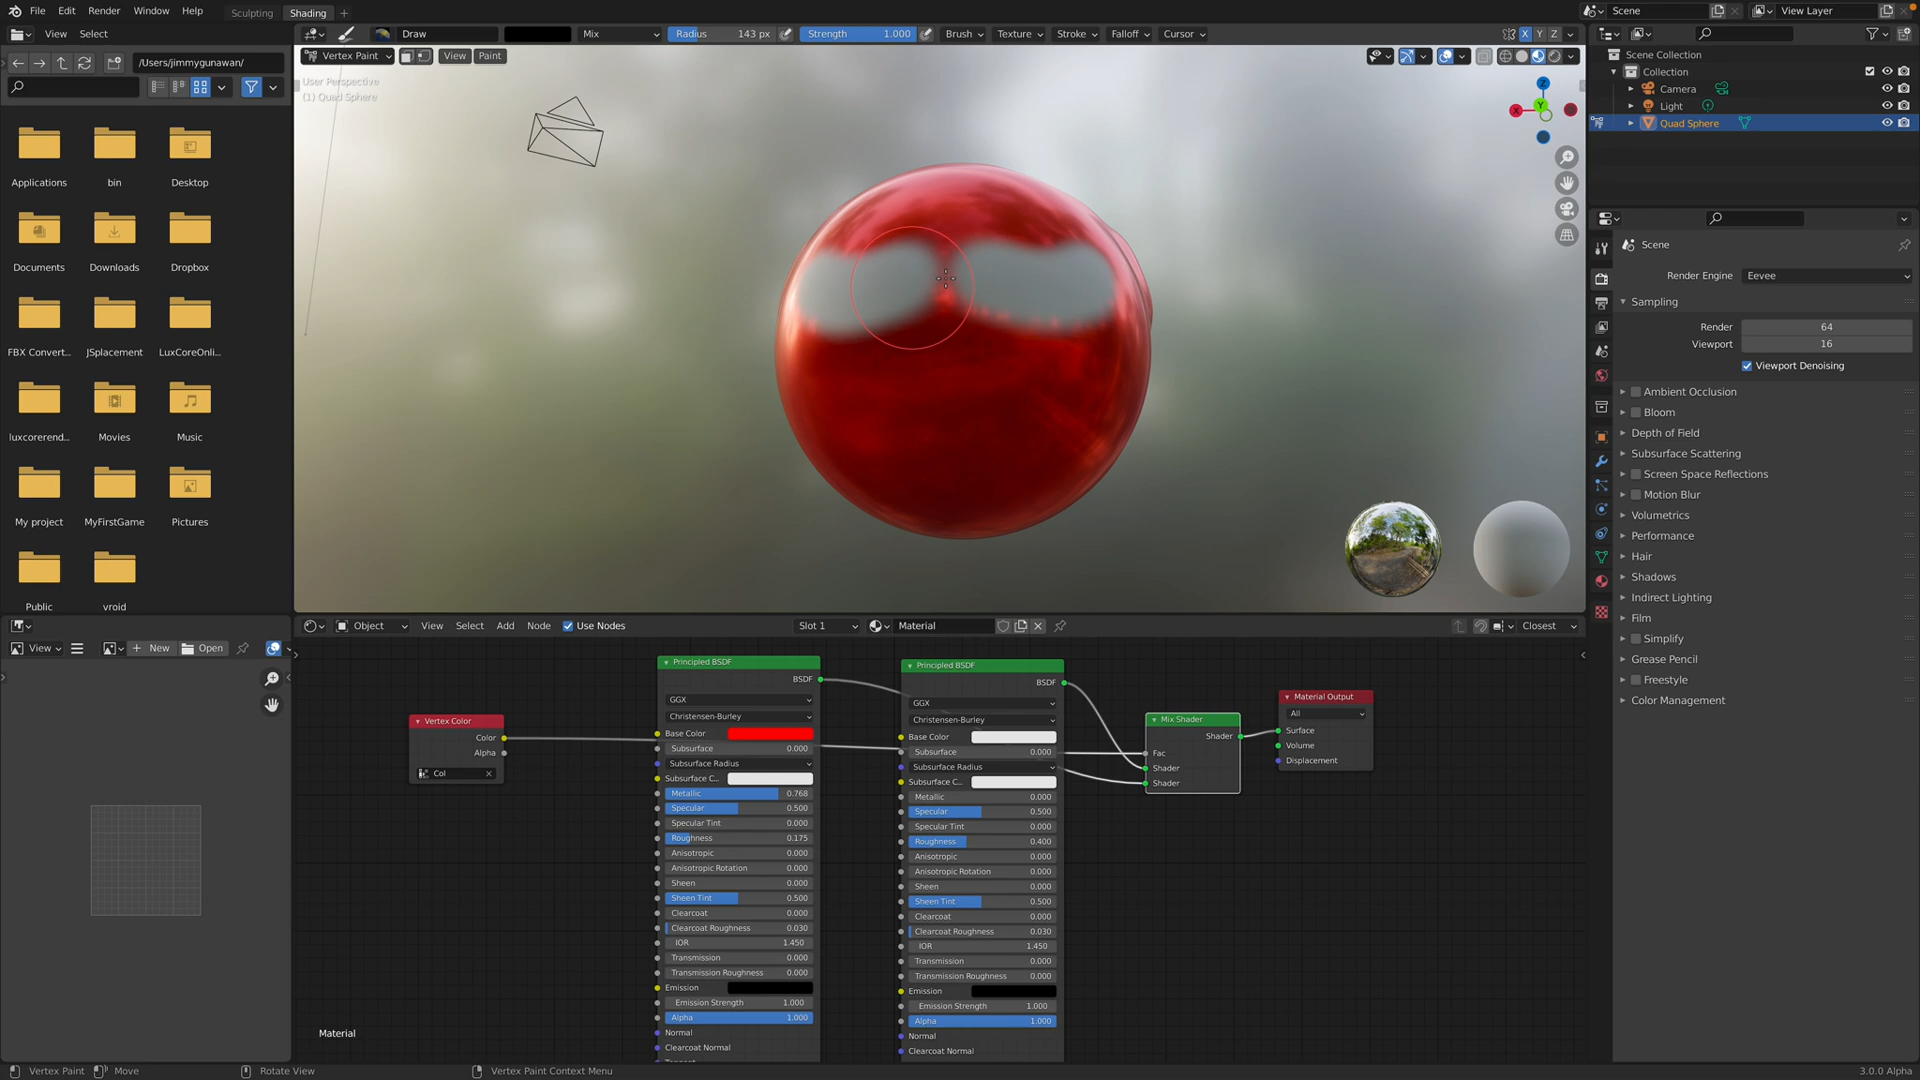 File Edit Render Window Help Sculpting Shading +
Scene View Layer
View Select
Draw Mix Radius 143 px Strength 1.000 Brush Texture Stroke Falloff Cursor X Y Z
/Users/jimmygunawan/
Vertex Paint View Paint
User Perspective
(1) Quad Sphere
Z
Y
X
Applications bin Desktop
Documents Downloads Dropbox
FBX Convert... JSplacement LuxCoreOnli...
luxcorerend... Movies Music
My project MyFirstGame Pictures
Public vroid
Scene Collection
Collection
Camera
Light
Quad Sphere
Scene
Render Engine Eevee
Sampling
Render 64
Viewport 16
Viewport Denoising
Ambient Occlusion
Bloom
Depth of Field
Subsurface Scattering
Screen Space Reflections
Motion Blur
Volumetrics
Performance
Hair
Shadows
Indirect Lighting
Film
Simplify
Grease Pencil
Freestyle
Color Management
View New Open
Object View Select Add Node Use Nodes Slot 1 Material Closest
Vertex Color
Color
Alpha
Col
Principled BSDF
BSDF
GGX
Christensen-Burley
Base Color
Subsurface 0.000
Subsurface Radius
Subsurface C...
Metallic 0.768
Specular 0.500
Specular Tint 0.000
Roughness 0.175
Anisotropic 0.000
Anisotropic Rotation 0.000
Sheen 0.000
Sheen Tint 0.500
Clearcoat 0.000
Clearcoat Roughness 0.030
IOR 1.450
Transmission 0.000
Transmission Roughness 0.000
Emission
Emission Strength 1.000
Alpha 1.000
Normal
Clearcoat Normal
Principled BSDF
BSDF
GGX
Christensen-Burley
Base Color
Subsurface 0.000
Subsurface Radius
Subsurface C...
Metallic 0.000
Specular 0.500
Specular Tint 0.000
Roughness 0.400
Anisotropic 0.000
Anisotropic Rotation 0.000
Sheen 0.000
Sheen Tint 0.500
Clearcoat 0.000
Clearcoat Roughness 0.030
IOR 1.450
Transmission 0.000
Transmission Roughness 0.000
Emission
Emission Strength 1.000
Alpha 1.000
Normal
Clearcoat Normal
Mix Shader
Shader
Fac
Shader
Shader
Material Output
All
Surface
Volume
Displacement
Material
Vertex Paint Move Rotate View Vertex Paint Context Menu 3.0.0 Alpha